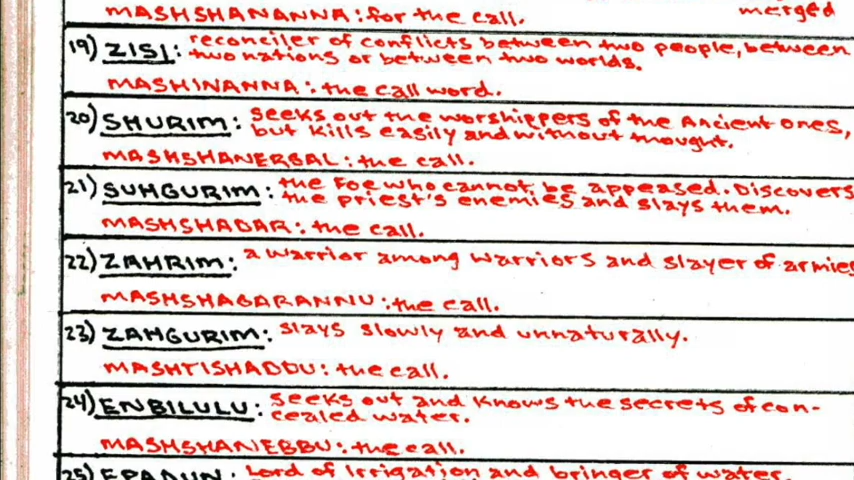 MASHSHANANNA: for the call.
merged
19) ZISI: reconciler of conflicts between two people, between
two nations or between two worlds.
MASHINANNA: the call word.
20) SHURIM: seeks out the worshippers of the Ancient ones,
but kills easily and without thought.
MASHSHANERGAL: the call.
21) SUHGURIM: the Foe who cannot be appeased. Discovers
the priest's enemies and slays them.
MASHSHADAR: the call.
22) ZAHRIM: a warrior among warriors and slayer of armies
MASHSHAGARANNU: the call.
23) ZAHGURIM: slays slowly and unnaturally.
MASHTISHADDU: the call.
24) ENBILULU: seeks out and knows the secrets of con-
cealed water.
MASHSHANEBBU: the call.
25) EPADUN: Lord of Irrigation and bringer of water.